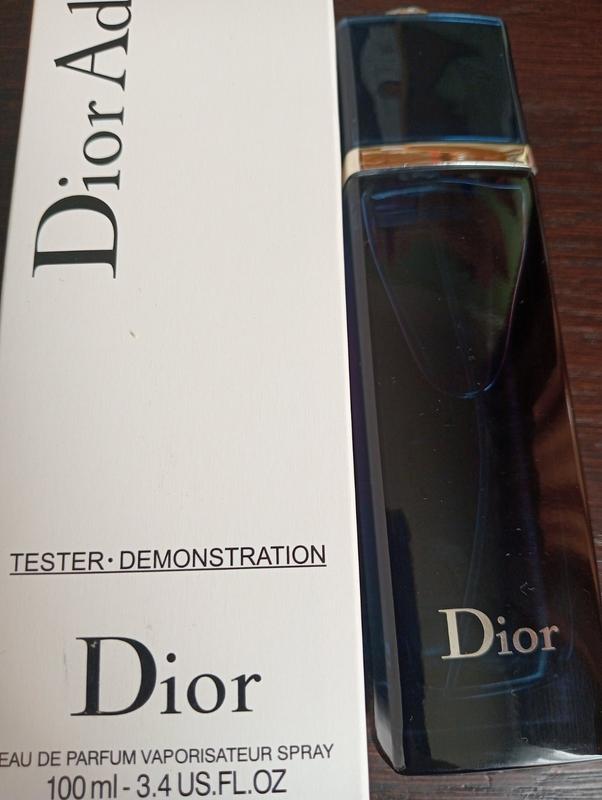 Dior Ad
TESTER·DEMONSTRATION
Dior
EAU DE PARFUM VAPORISATEUR SPRAY
100 ml - 3.4 US.FL.OZ
Dior